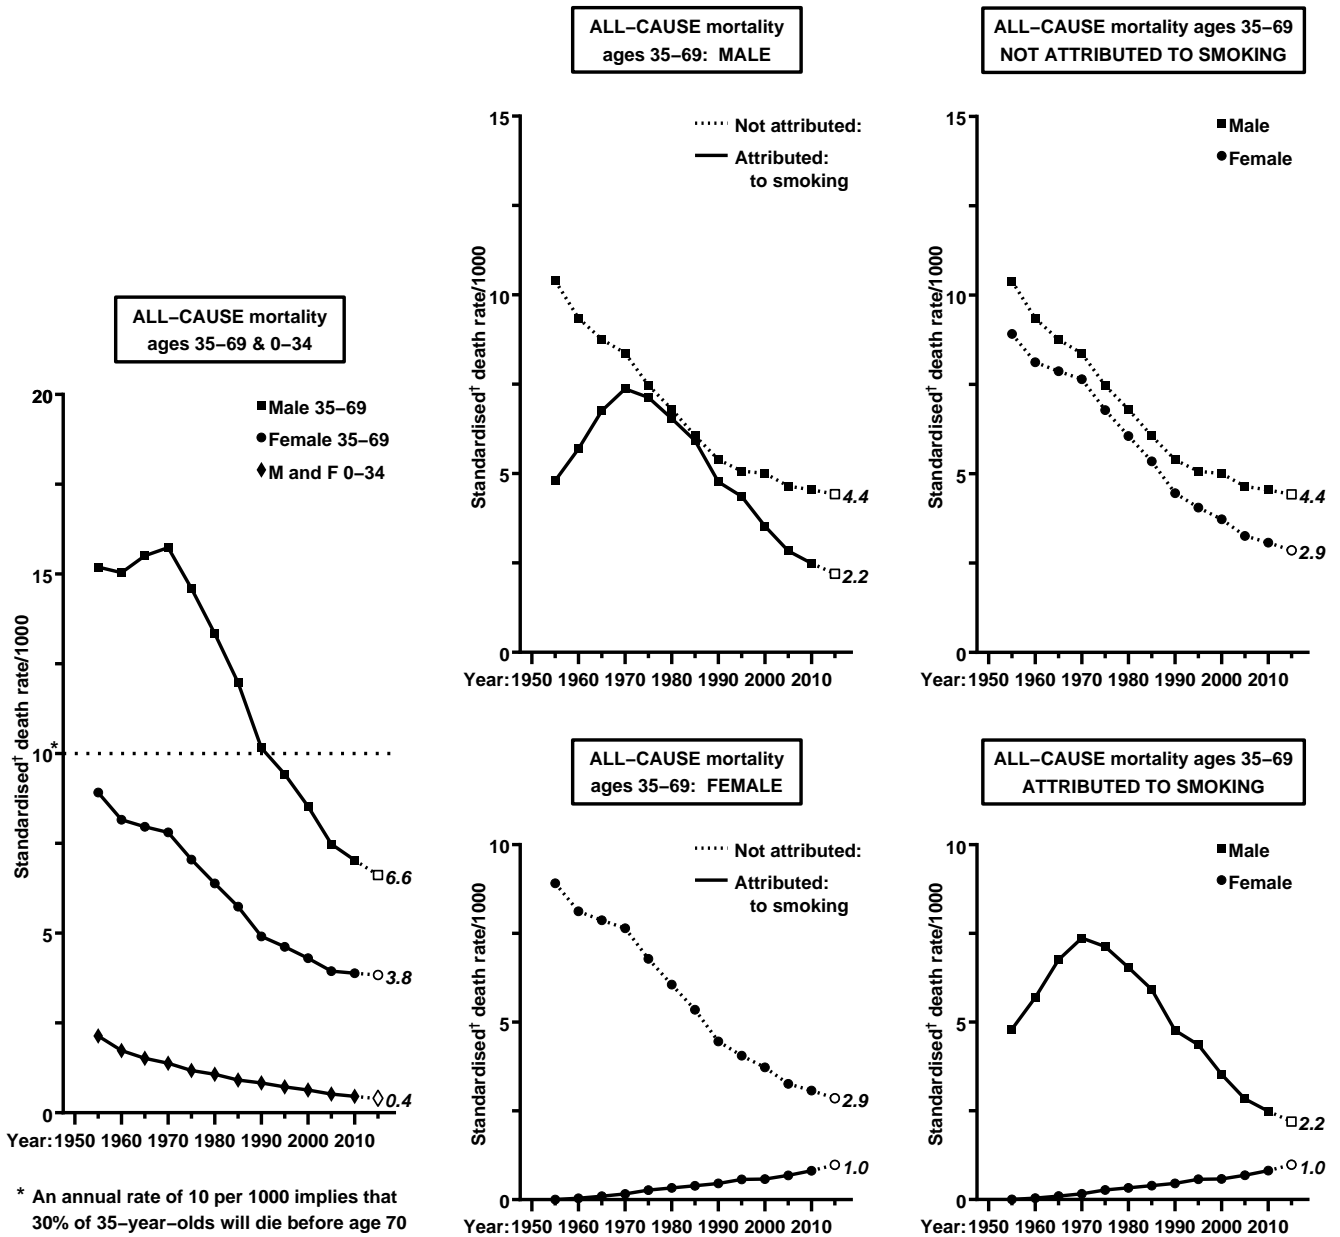 ALL–CAUSE mortality
ages 35–69 & 0–34
Standardised† death rate/1000
20
15
10*
5
0
Male 35–69
Female 35–69
M and F 0–34
6.6
3.8
0.4
Year: 1950 1960 1970 1980 1990 2000 2010
* An annual rate of 10 per 1000 implies that
30% of 35–year–olds will die before age 70
ALL–CAUSE mortality
ages 35–69: MALE
Standardised† death rate/1000
15
10
5
0
Not attributed:
Attributed:
to smoking
4.4
2.2
Year: 1950 1960 1970 1980 1990 2000 2010
ALL–CAUSE mortality ages 35–69
NOT ATTRIBUTED TO SMOKING
Standardised† death rate/1000
15
10
5
0
Male
Female
4.4
2.9
Year: 1950 1960 1970 1980 1990 2000 2010
ALL–CAUSE mortality
ages 35–69: FEMALE
Standardised† death rate/1000
10
5
0
Not attributed:
Attributed:
to smoking
2.9
1.0
Year: 1950 1960 1970 1980 1990 2000 2010
ALL–CAUSE mortality ages 35–69
ATTRIBUTED TO SMOKING
Standardised† death rate/1000
10
5
0
Male
Female
2.2
1.0
Year: 1950 1960 1970 1980 1990 2000 2010